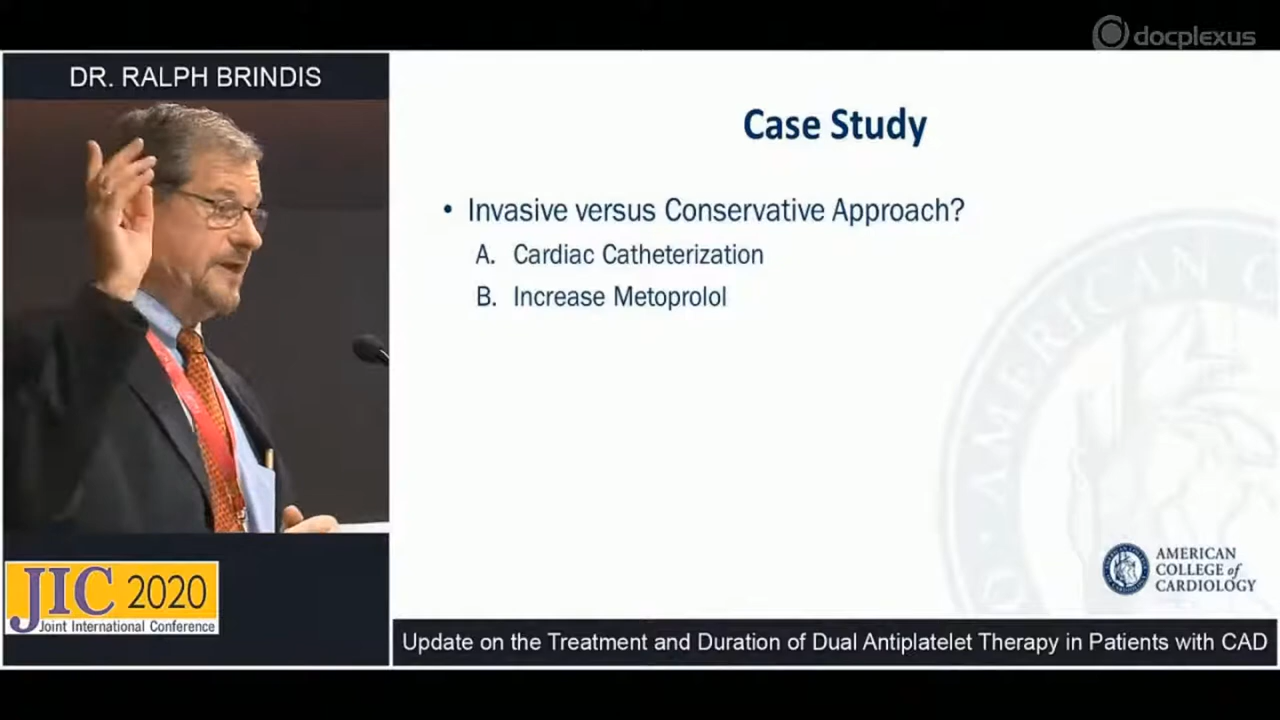 docplexus
DR. RALPH BRINDIS
Case Study
• Invasive versus Conservative Approach?
A. Cardiac Catheterization
B. Increase Metoprolol
AMERICAN
COLLEGE of
CARDIOLOGY
JIC 2020
Joint International Conference
Update on the Treatment and Duration of Dual Antiplatelet Therapy in Patients with CAD